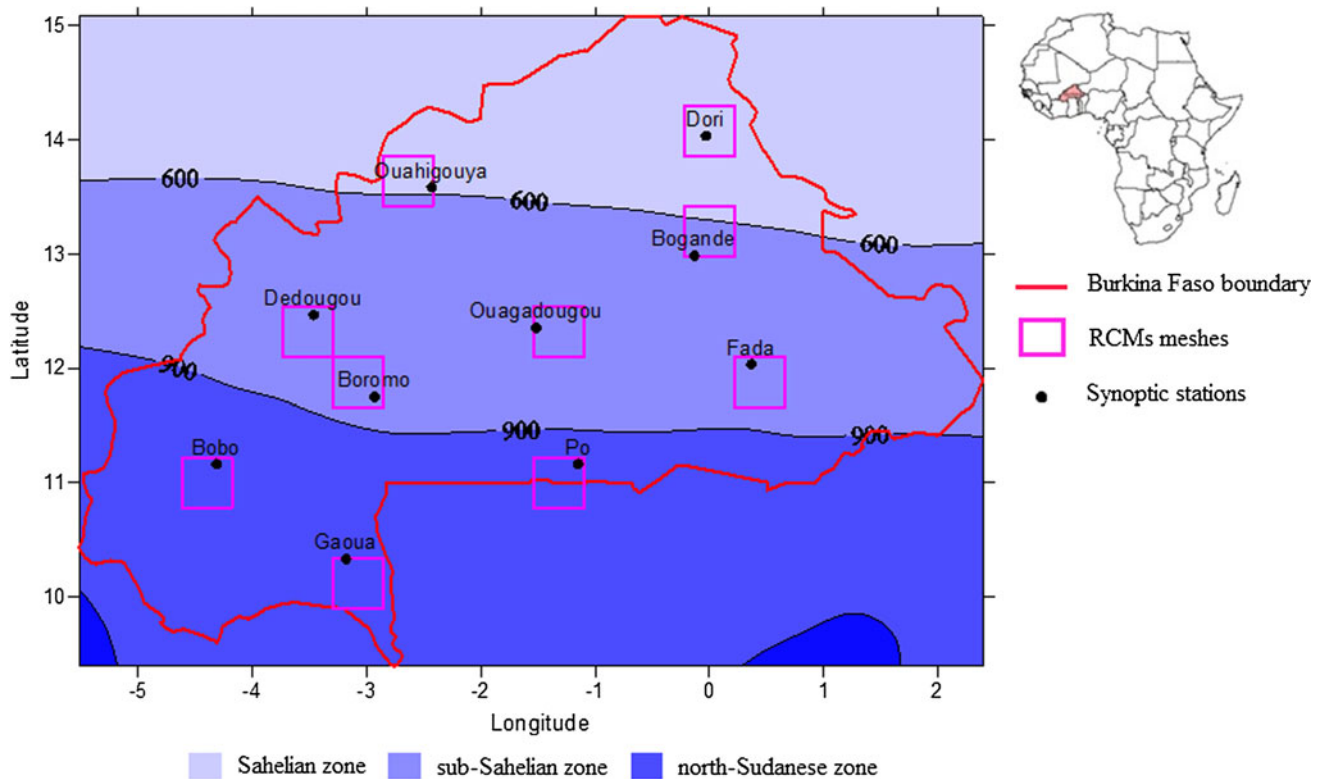 15
14
13
12
11
10
Latitude
Dori
Ouahigouya
600
600
600
Bogande
Dedougou
Ouagadougou
Fada
Boromo
900
900
900
Bobo
Po
Gaoua
-5
-4
-3
-2
-1
0
1
2
Longitude
Burkina Faso boundary
RCMs meshes
Synoptic stations
Sahelian zone
sub-Sahelian zone
north-Sudanese zone